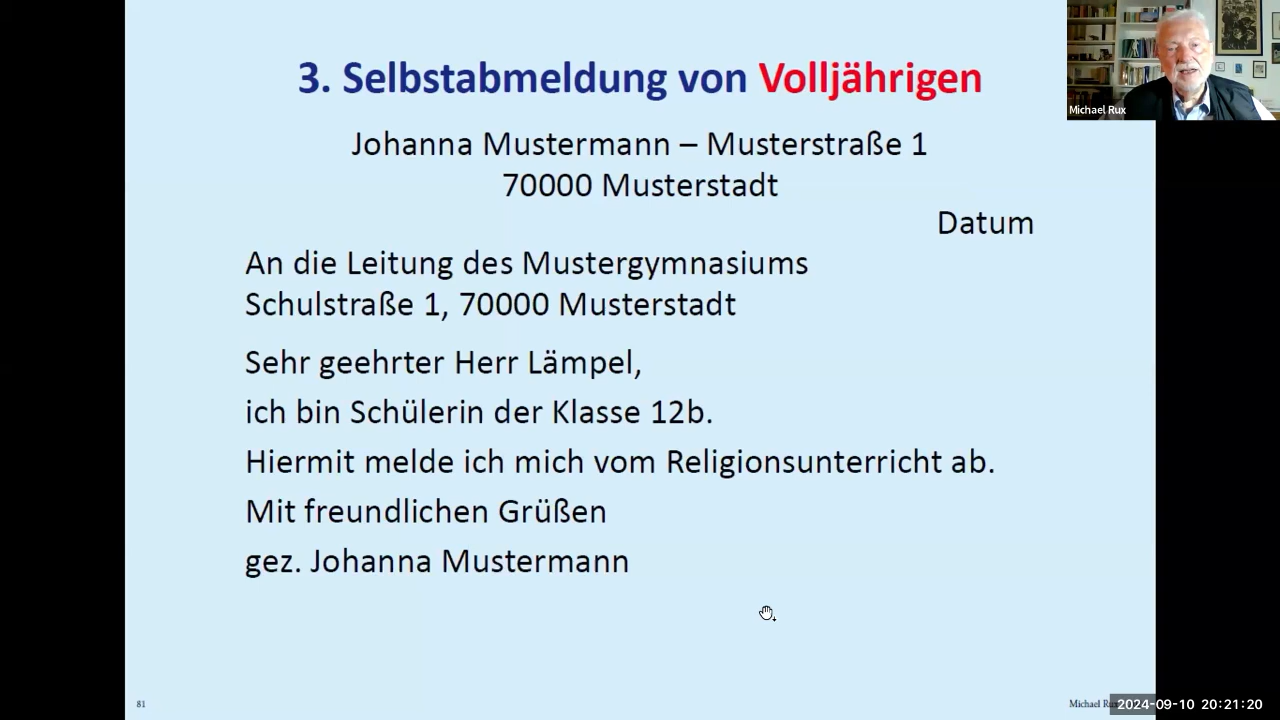 3. Selbstabmeldung von Volljährigen
Michael Rux
Johanna Mustermann – Musterstraße 1
70000 Musterstadt
Datum
An die Leitung des Mustergymnasiums
Schulstraße 1, 70000 Musterstadt
Sehr geehrter Herr Lämpel,
ich bin Schülerin der Klasse 12b.
Hiermit melde ich mich vom Religionsunterricht ab.
Mit freundlichen Grüßen
gez. Johanna Mustermann
81
Michael
2024-09-10 20:21:20